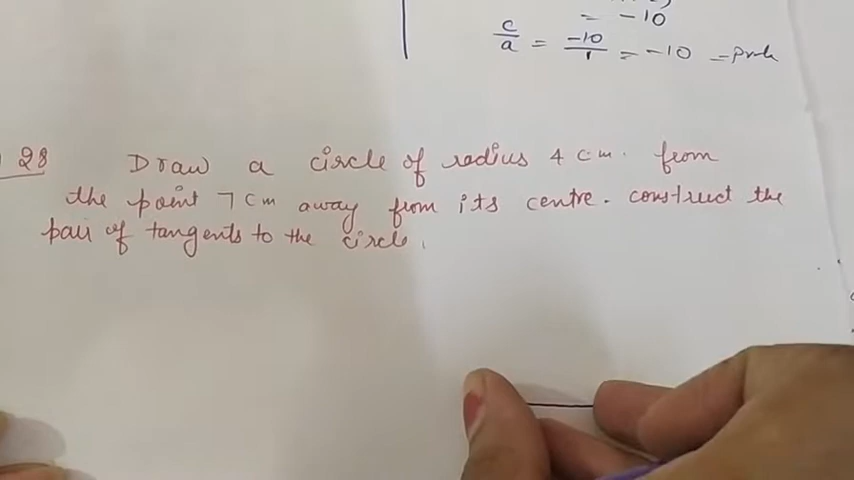 = -10
c/a = -10/1 = -10
28 Draw a circle of radius 4 cm. from
the point 7 cm away from its centre. construct the
pair of tangents to the circle.